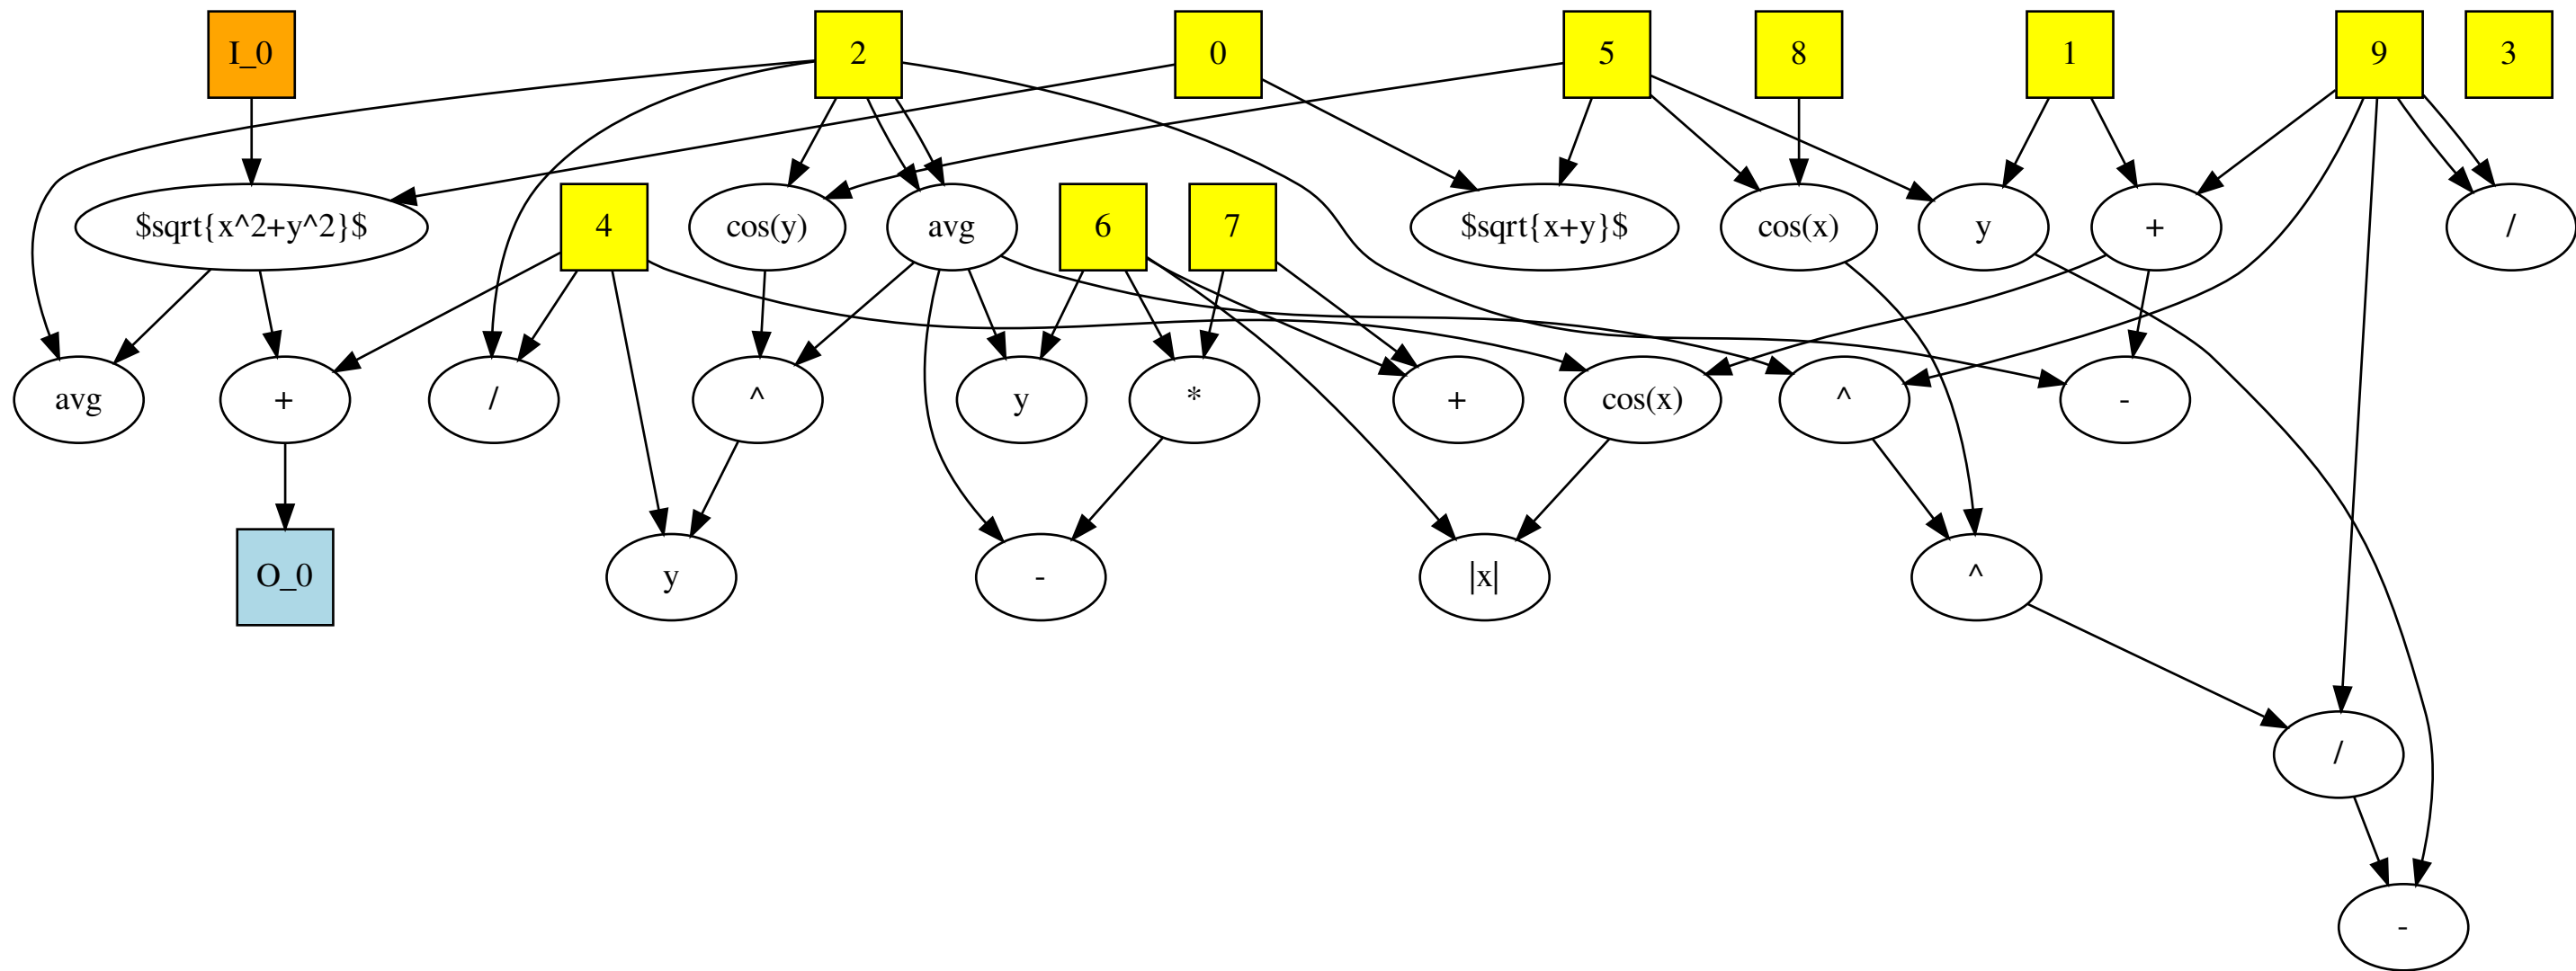 I_0
2
0
5
8
1
9
3
$sqrt{x^2+y^2}$
4
cos(y)
avg
6
7
$sqrt{x+y}$
cos(x)
y
+
/
avg
+
/
^
y
*
+
cos(x)
^
-
O_0
y
-
|x|
^
/
-